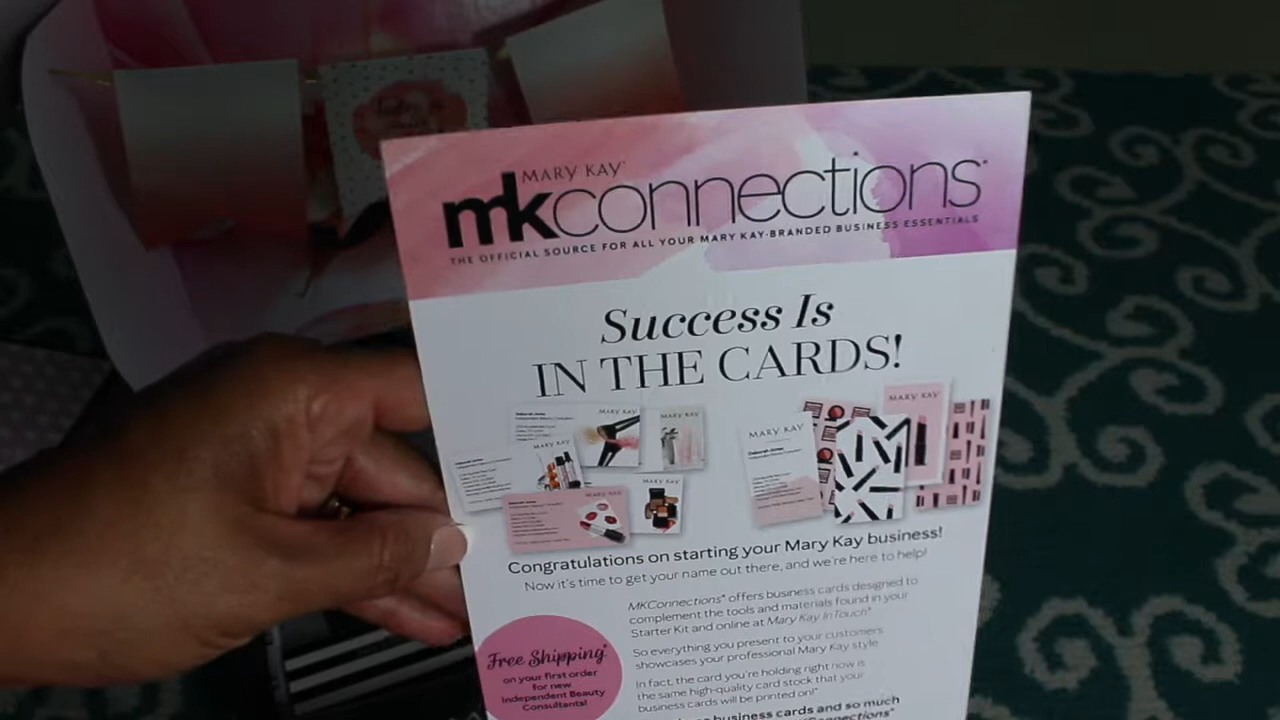 MARY KAY®
mkconnections®
THE OFFICIAL SOURCE FOR ALL YOUR MARY KAY-BRANDED BUSINESS ESSENTIALS
Success Is
IN THE CARDS!
MARY KAY
MARY KAY
MARY KAY
MARY KAY
Deborah Jones
MARY KAY
MARY KAY
MARY KAY
Congratulations on starting your Mary Kay business!
Now it's time to get your name out there, and we're here to help!
MKConnections® offers business cards designed to
complement the tools and materials found in your
Starter Kit and online at Mary Kay InTouch®
So everything you present to your customers
showcases your professional Mary Kay style
In fact, the card you're holding right now is
the same high-quality card stock that your
business cards will be printed on!*
business cards and so much
Connections®
Free Shipping*
on your first order
for new
Independent Beauty
Consultants!